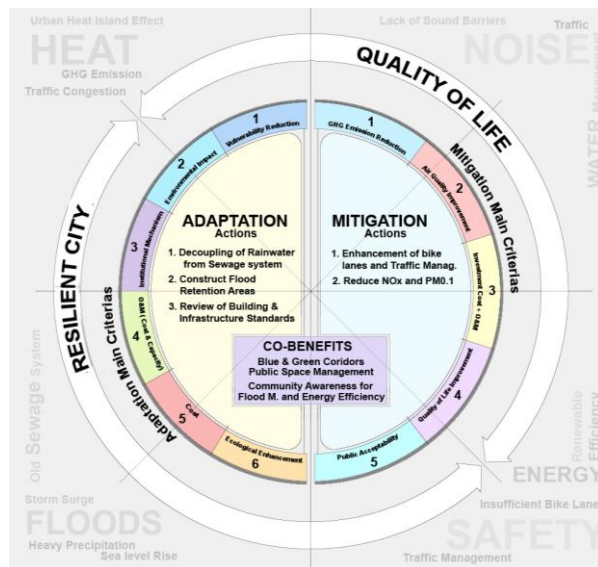 Urban Heat Island Effect
HEAT
GHG Emission
Traffic Congestion
Lack of Sound Barriers
Traffic
NOISE
WATER Management
QUALITY OF LIFE
RESILIENT CITY
Mitigation Main Criterias
Adaptation Main Criterias
1
Vulnerability Reduction
2
Environmental Impact
3
Institutional Mechanism
4
O&M ( Cost & Capacity)
5
Cost
6
Ecological Enhancement
1
GHG Emission Reduction
2
Air Quality Improvement
3
Investment Cost + O&M
4
Quality of Life Improvement
5
Public Acceptability
ADAPTATION
Actions
1. Decoupling of Rainwater
from Sewage system
2. Construct Flood
Retention Areas
3. Review of Building &
Infrastructure Standards
MITIGATION
Actions
1. Enhancement of bike
lanes and Traffic Manag.
2. Reduce NOx and PM0.1
CO-BENEFITS
Blue & Green Coridors
Public Space Management
Community Awareness for
Flood M. and Energy Efficiency
Old Sewage System
Storm Surge
FLOODS
Heavy Precipitation
Sea level Rise
Renewable
Efficiency
ENERGY
Insufficient Bike Lane
SAFETY
Traffic Management